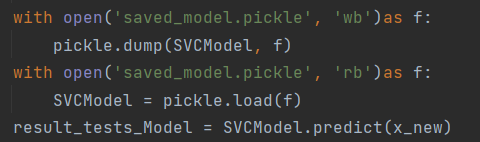 with open('saved_model.pickle', 'wb')as f:
    pickle.dump(SVCModel, f)
with open('saved_model.pickle', 'rb')as f:
    SVCModel = pickle.load(f)
result_tests_Model = SVCModel.predict(x_new)